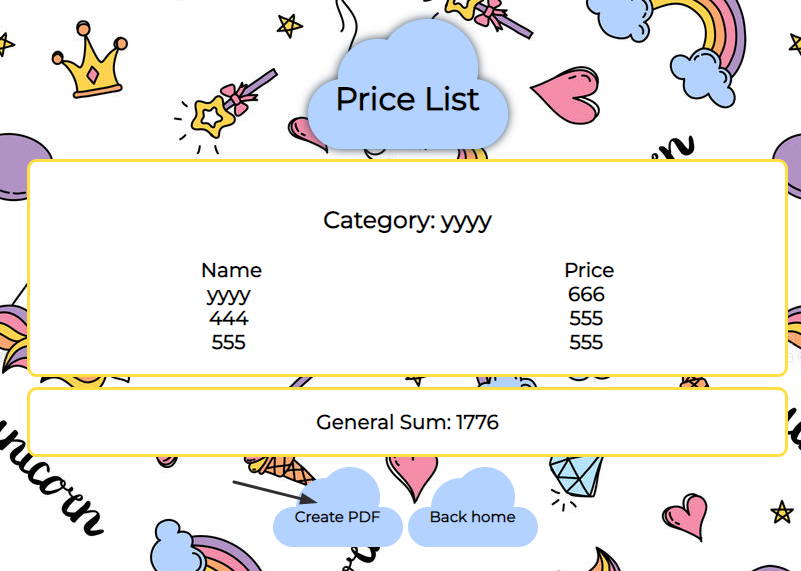 Price List
Category: yyyy
Name Price
yyyy 666
444 555
555 555
General Sum: 1776
unicorn
Create PDF Back home